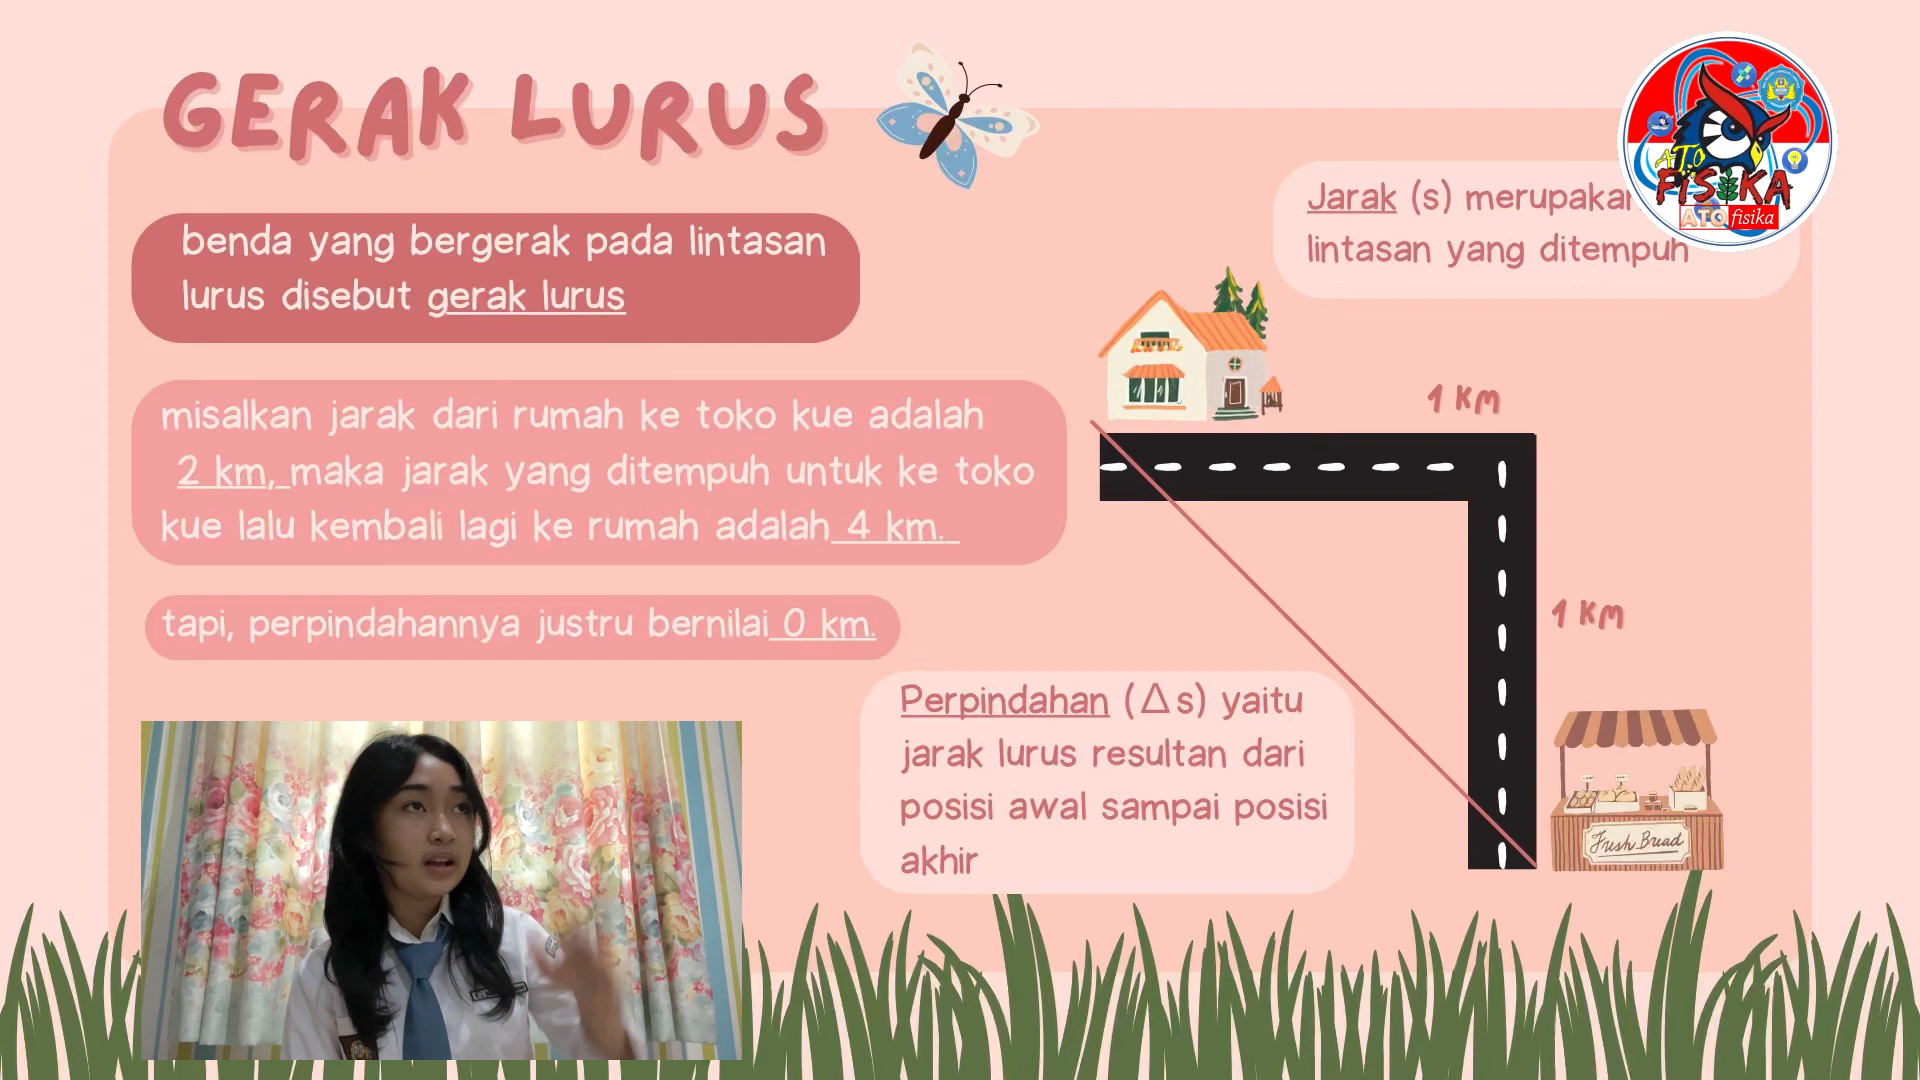 GERAK LURUS
benda yang bergerak pada lintasan
lurus disebut gerak lurus
misalkan jarak dari rumah ke toko kue adalah
2 km, maka jarak yang ditempuh untuk ke toko
kue lalu kembali lagi ke rumah adalah 4 km.
tapi, perpindahannya justru bernilai 0 km.
Jarak (s) merupakan
lintasan yang ditempuh
ATO
FISIKA
ATO fisika
1 KM
1 KM
Perpindahan (Δs) yaitu
jarak lurus resultan dari
posisi awal sampai posisi
akhir
Fresh Bread